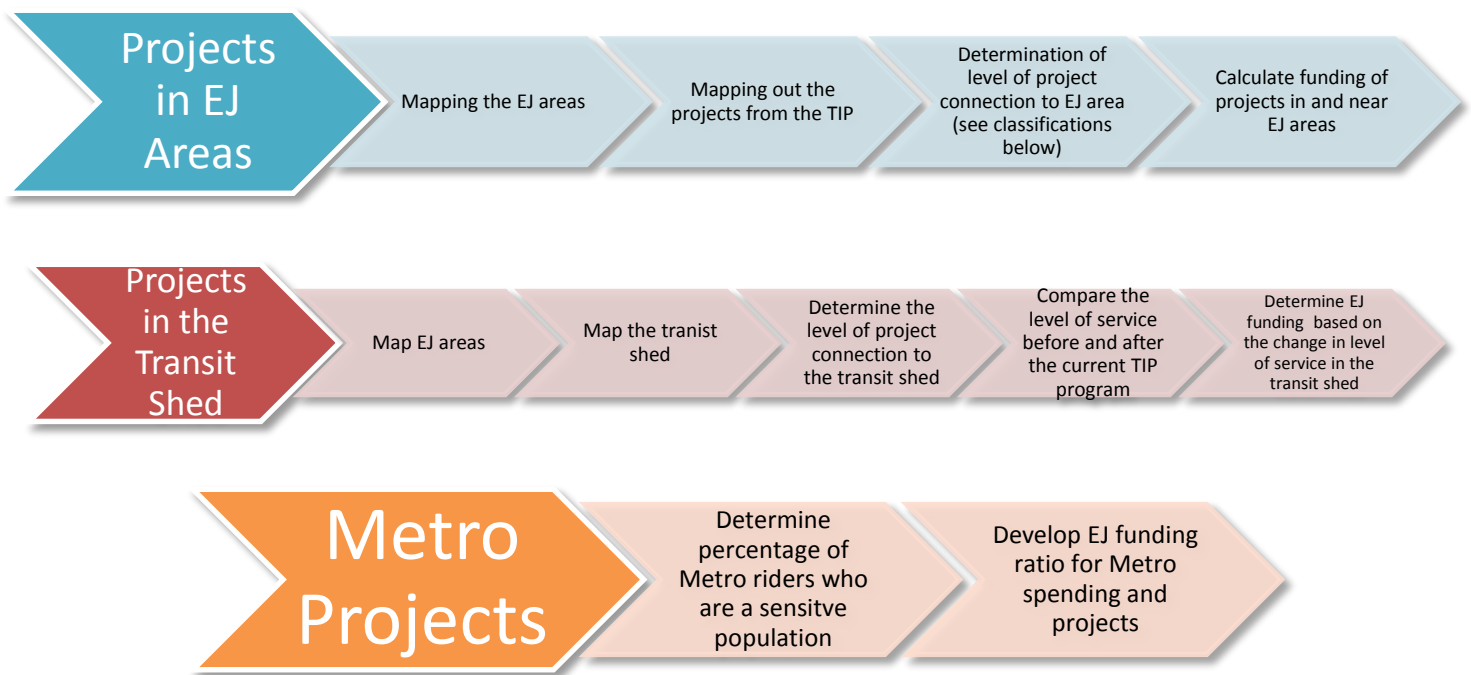 Projects
in EJ
Areas
Mapping the EJ areas
Mapping out the
projects from the TIP
Determination of
level of project
connection to EJ area
(see classifications
below)
Calculate funding of
projects in and near
EJ areas
Projects
in the
Transit
Shed
Map EJ areas
Map the tranist
shed
Determine the
level of project
connection to
the transit shed
Compare the
level of service
before and after
the current TIP
program
Determine EJ
funding  based on
the change in level
of service in the
transit shed
Metro
Projects
Determine
percentage of
Metro riders who
are a sensitve
population
Develop EJ funding
ratio for Metro
spending and
projects